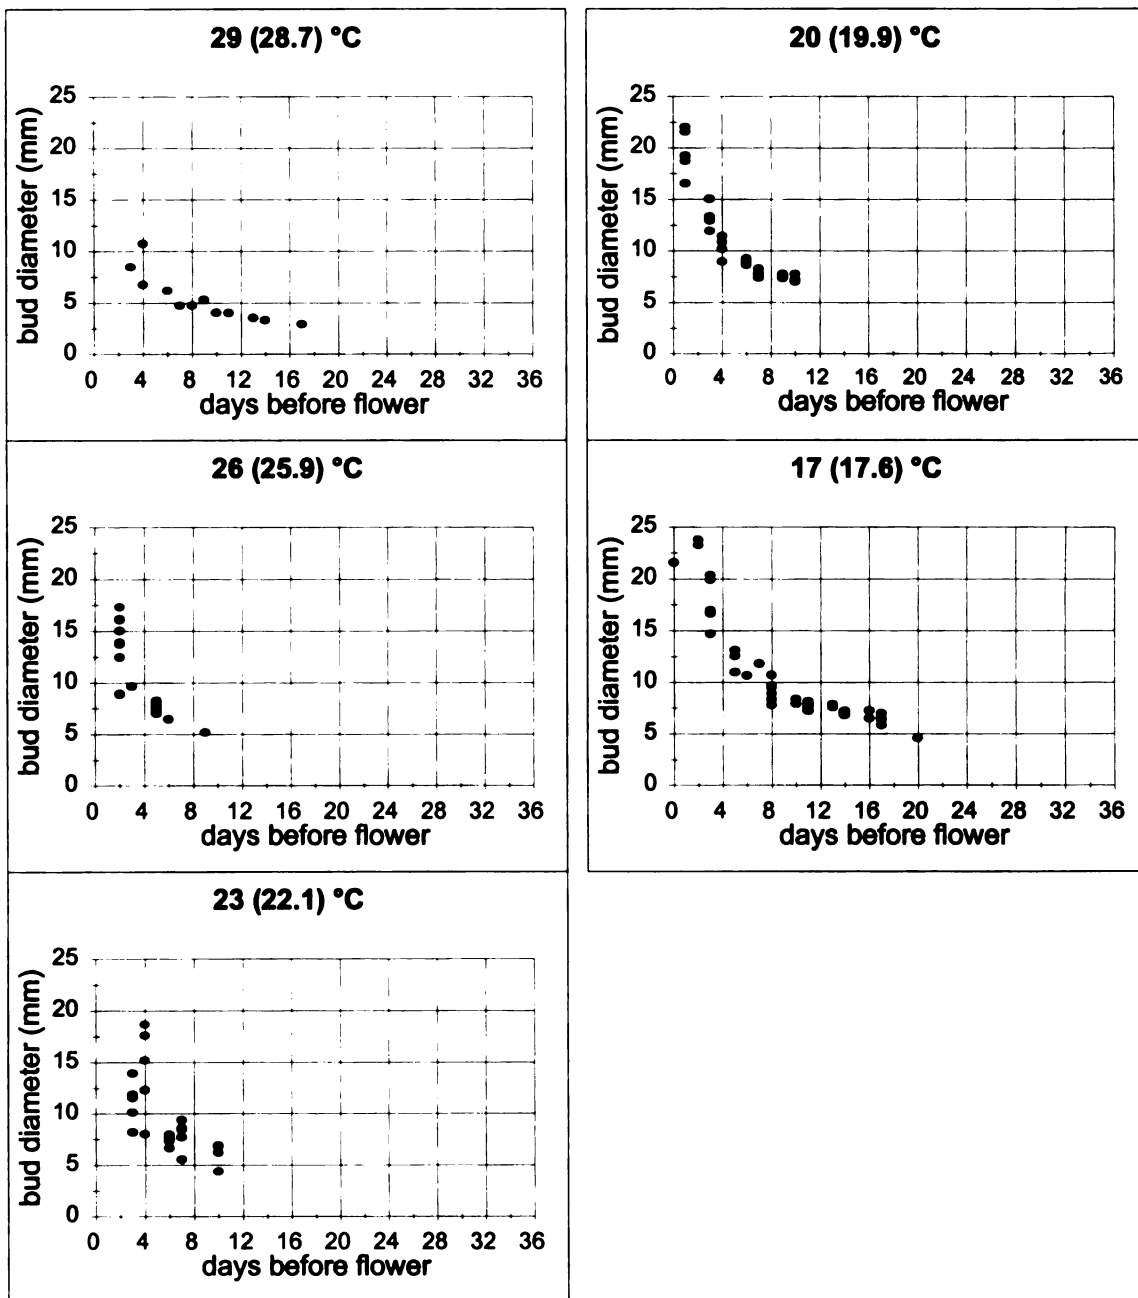 29 (28.7) °C
25
20
15
10
5
0
bud diameter (mm)
0 4 8 12 16 20 24 28 32 36
days before flower
20 (19.9) °C
25
20
15
10
5
0
bud diameter (mm)
0 4 8 12 16 20 24 28 32 36
days before flower
26 (25.9) °C
25
20
15
10
5
0
bud diameter (mm)
0 4 8 12 16 20 24 28 32 36
days before flower
17 (17.6) °C
25
20
15
10
5
0
bud diameter (mm)
0 4 8 12 16 20 24 28 32 36
days before flower
23 (22.1) °C
25
20
15
10
5
0
bud diameter (mm)
0 4 8 12 16 20 24 28 32 36
days before flower